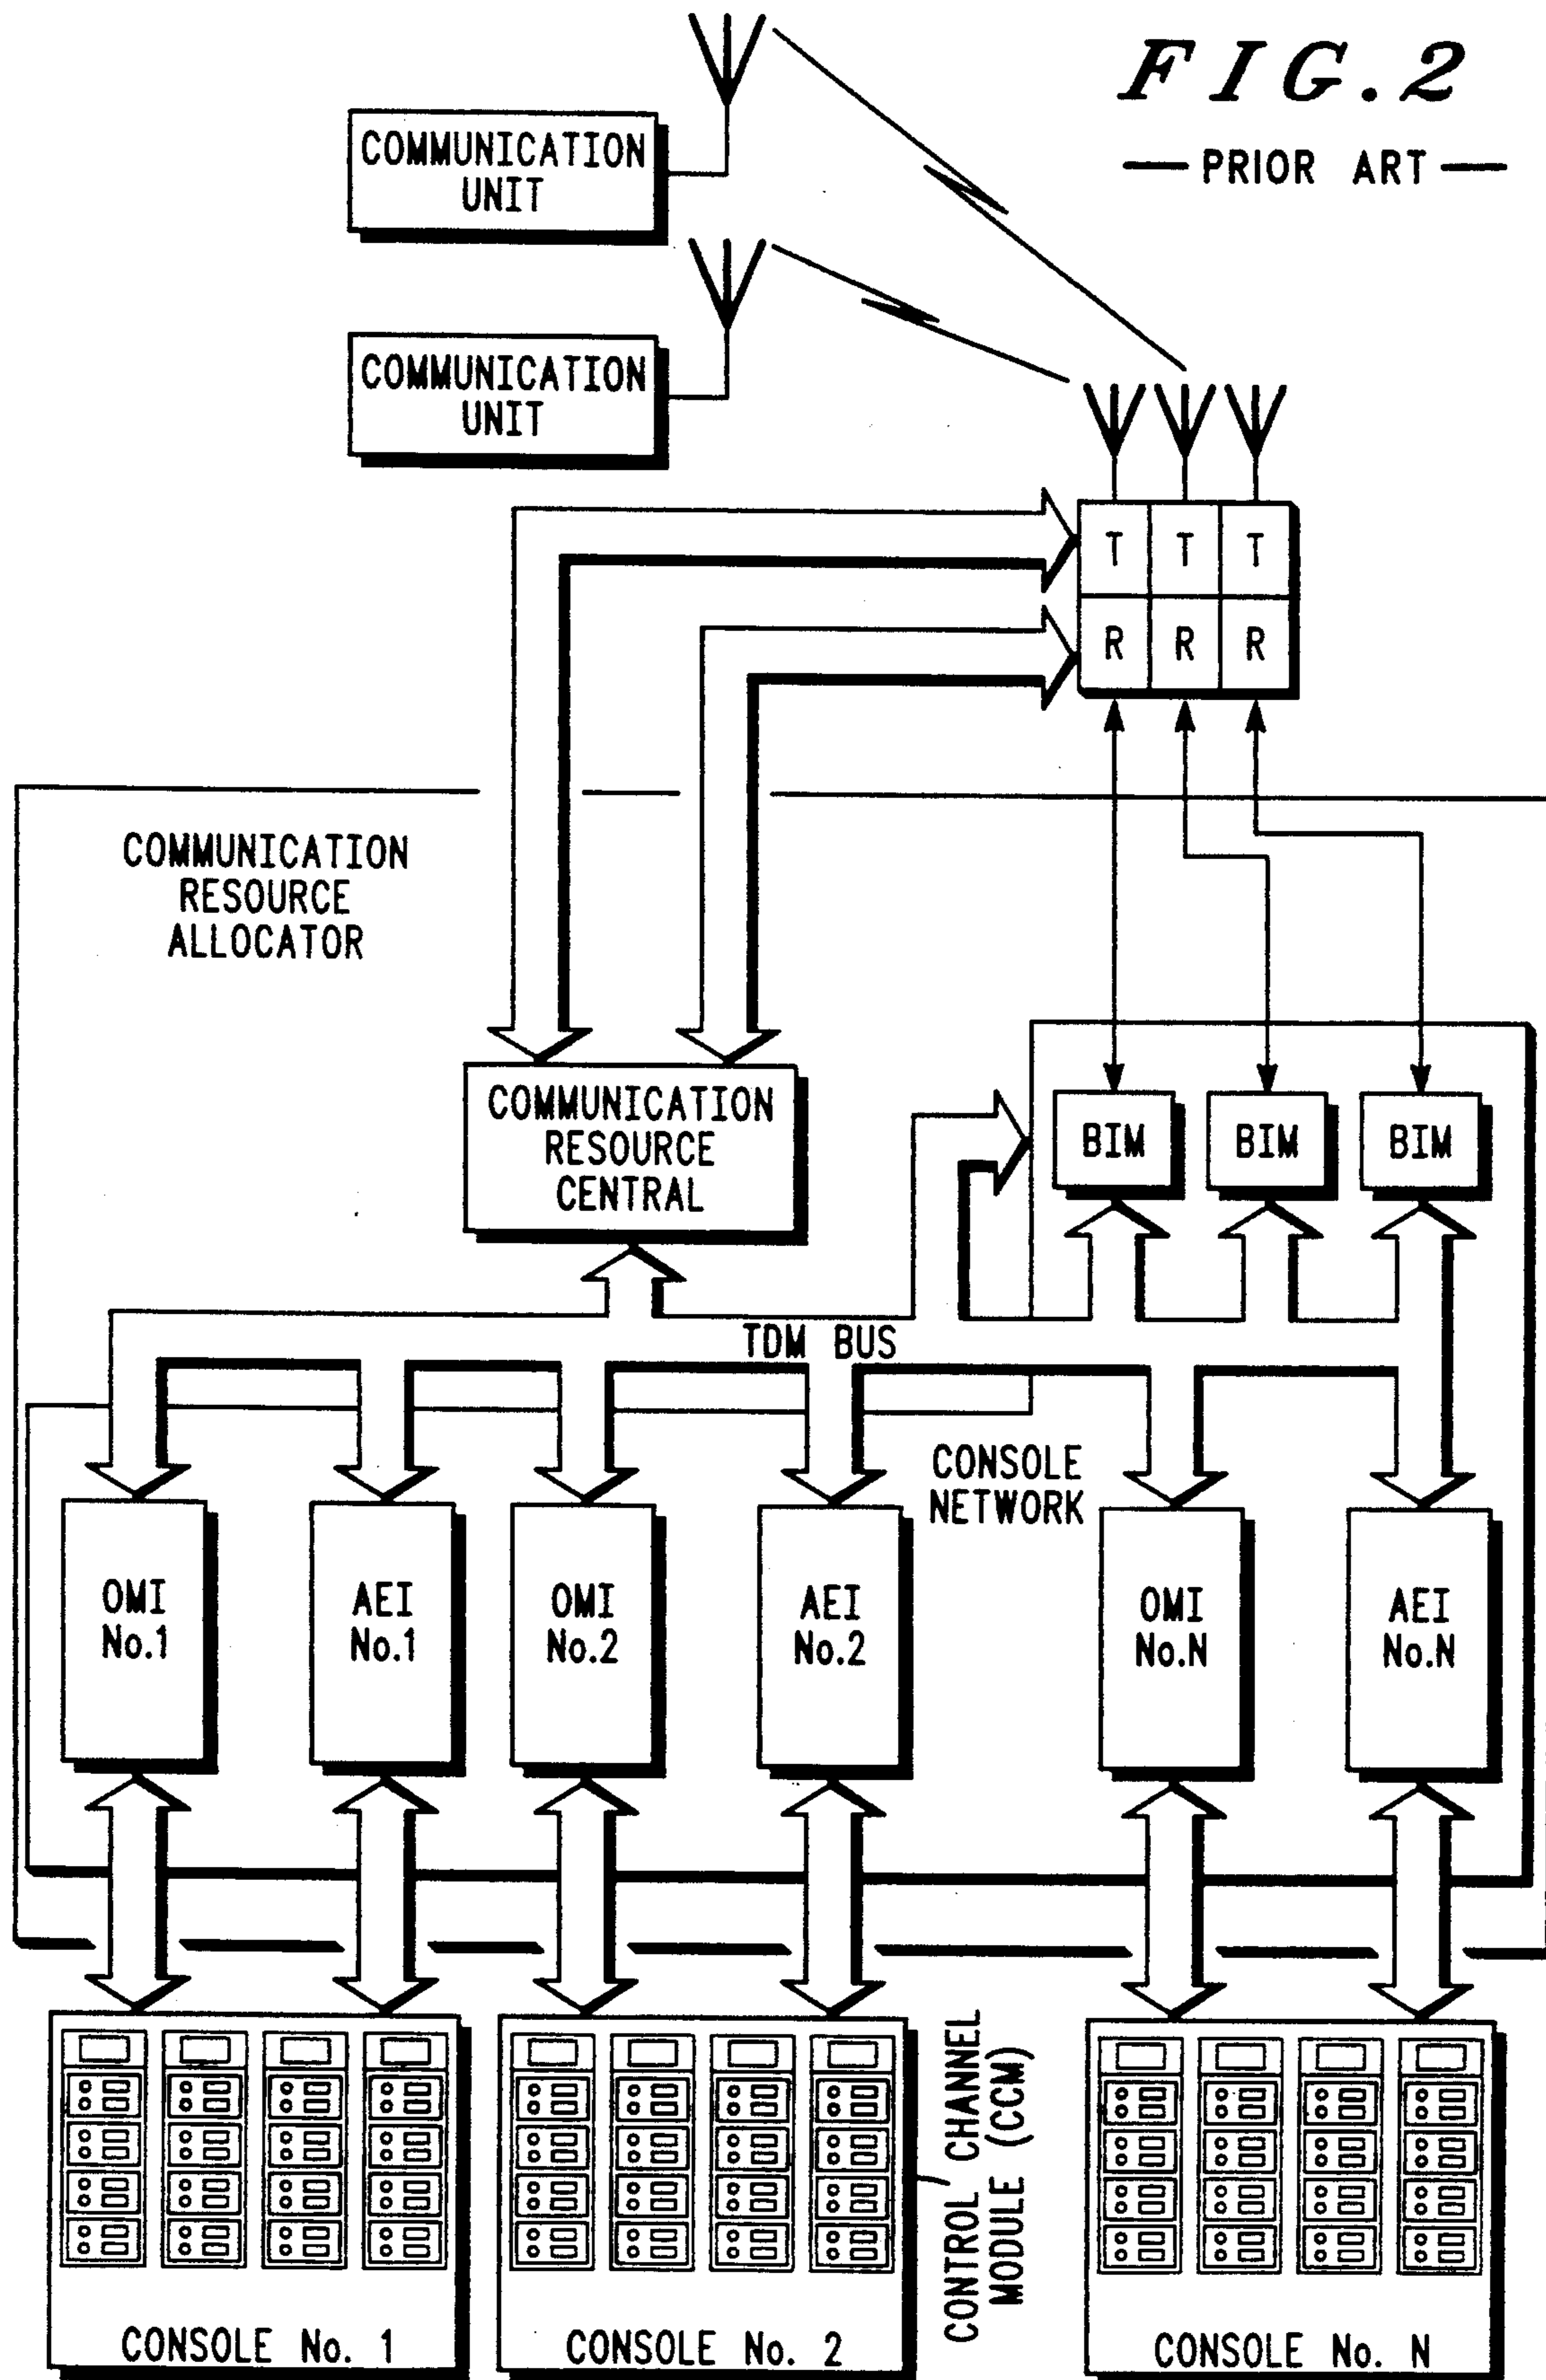 FIG.2
— PRIOR ART —
COMMUNICATION
UNIT
COMMUNICATION
UNIT
T T T
R R R
COMMUNICATION
RESOURCE
ALLOCATOR
COMMUNICATION
RESOURCE
CENTRAL
BIM BIM BIM
TDM BUS
CONSOLE
NETWORK
OMI
No.1
AEI
No.1
OMI
No.2
AEI
No.2
OMI
No.N
AEI
No.N
CONTROL CHANNEL
MODULE (CCM)
CONSOLE No. 1
CONSOLE No. 2
CONSOLE No. N